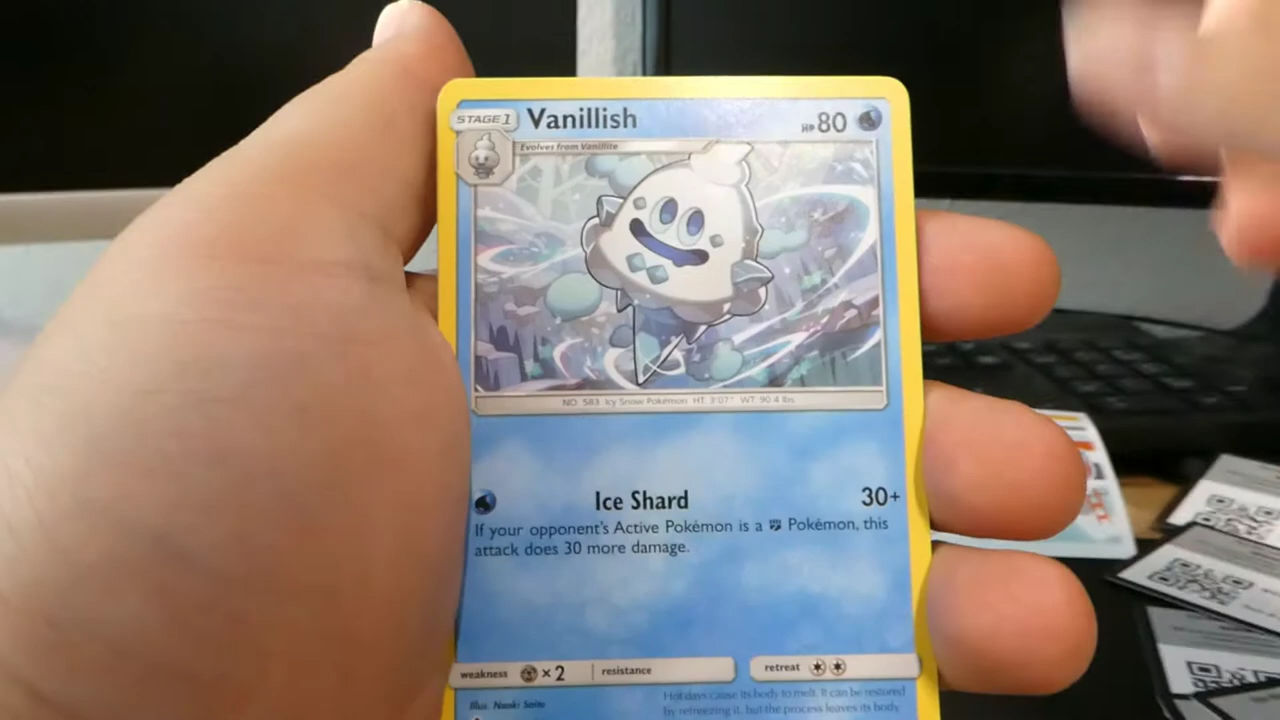 STAGE 1 Vanillish HP 80
Evolves from Vanillite
NO. 583 Icy Snow Pokémon HT: 3'07" WT: 90.4 lbs.
Ice Shard 30+
If your opponent's Active Pokémon is a Pokémon, this
attack does 30 more damage.
weakness ×2 resistance retreat
Illus. Naoki Saito
Hot days cause its body to melt. It can be restored
by refreezing it, but the process leaves its body